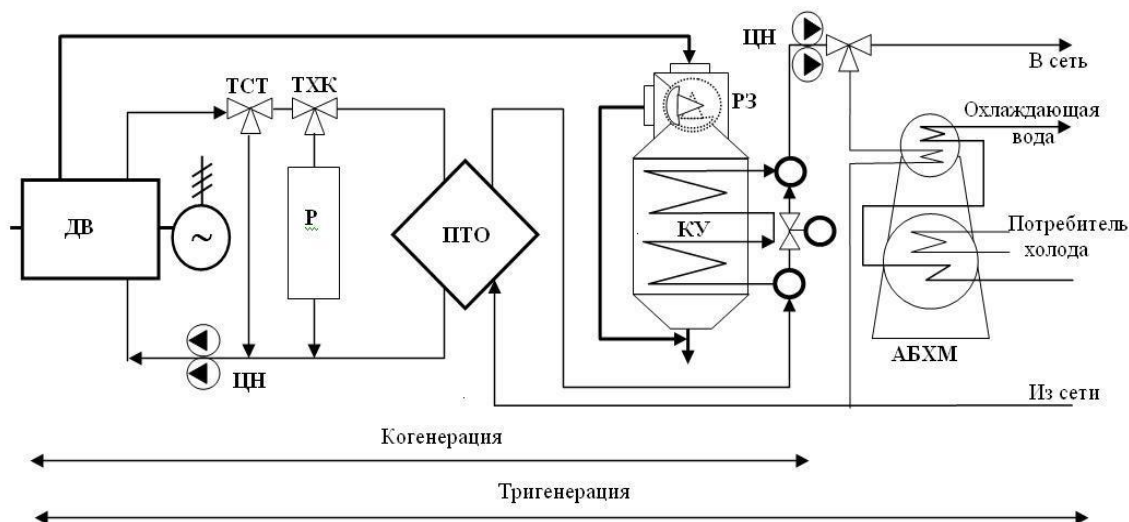 ЦН
В сеть
ТСТ
ТХК
РЗ
Охлаждающая
вода
ДВ
~
Р
ПТО
КУ
Потребитель
холода
ЦН
АБХМ
Из сети
Когенерация
Тригенерация